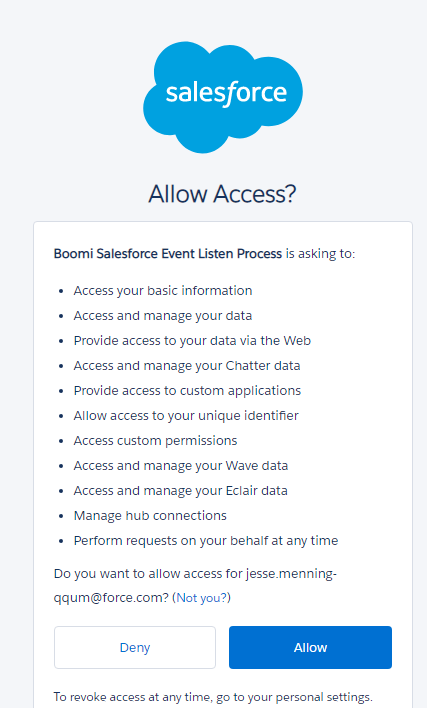 salesforce
Allow Access?
Boomi Salesforce Event Listen Process is asking to:
• Access your basic information
• Access and manage your data
• Provide access to your data via the Web
• Access and manage your Chatter data
• Provide access to custom applications
• Allow access to your unique identifier
• Access custom permissions
• Access and manage your Wave data
• Access and manage your Eclair data
• Manage hub connections
• Perform requests on your behalf at any time
Do you want to allow access for jesse.menning-
qqum@force.com? (Not you?)
Deny
Allow
To revoke access at any time, go to your personal settings.